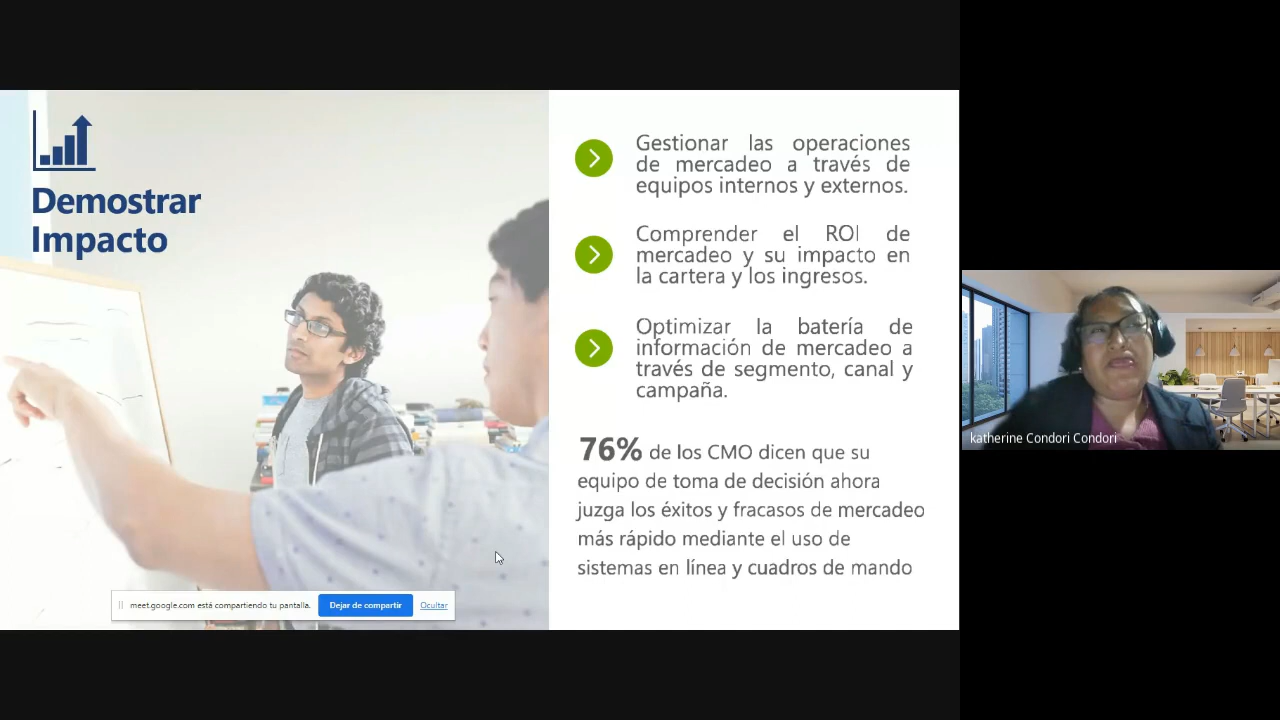 Demostrar
Impacto
Gestionar las operaciones
de mercadeo a través de
equipos internos y externos.
Comprender el ROI de
mercadeo y su impacto en
la cartera y los ingresos.
Optimizar la batería de
información de mercadeo a
través de segmento, canal y
campaña.
76% de los CMO dicen que su
equipo de toma de decisión ahora
juzga los éxitos y fracasos de mercadeo
más rápido mediante el uso de
sistemas en línea y cuadros de mando
meet.google.com está compartiendo tu pantalla.
Dejar de compartir
Ocultar
katherine Condori Condori